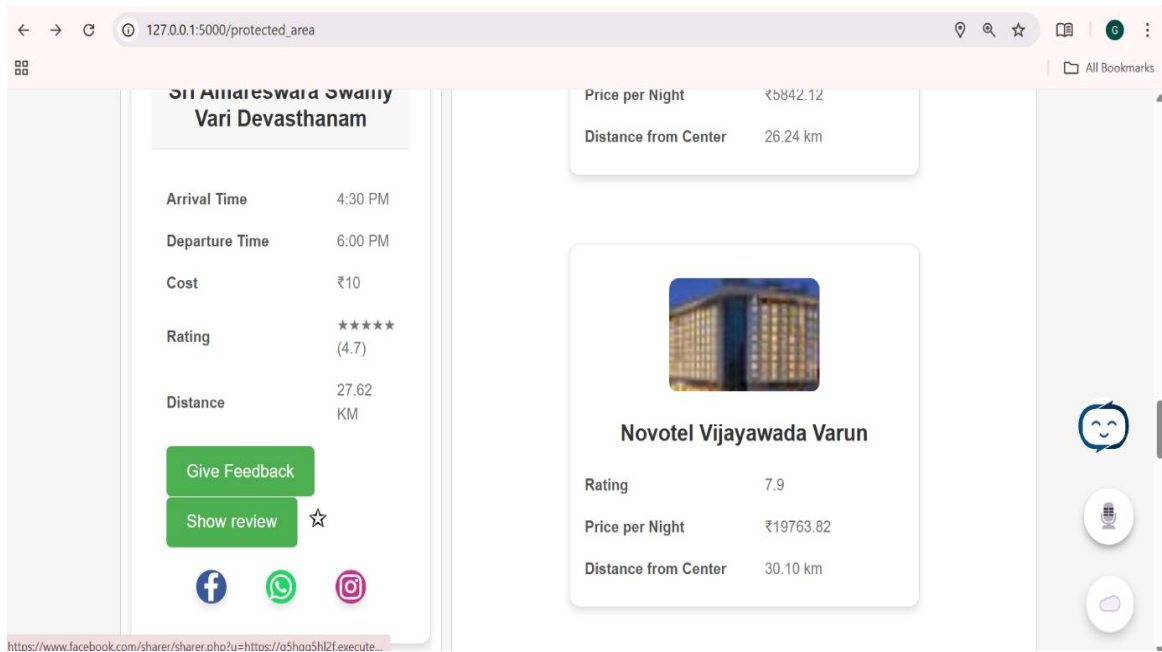 127.0.0.1:5000/protected_area
G
All Bookmarks
Sri Amareswara Swamy
Vari Devasthanam
Arrival Time 4:30 PM
Departure Time 6:00 PM
Cost ₹10
Rating ★★★★★
(4.7)
Distance 27.62
KM
Give Feedback
Show review
Price per Night ₹5842.12
Distance from Center 26.24 km
Novotel Vijayawada Varun
Rating 7.9
Price per Night ₹19763.82
Distance from Center 30.10 km
https://www.facebook.com/sharer/sharer.php?u=https://g5hgg5hl2f.execute...